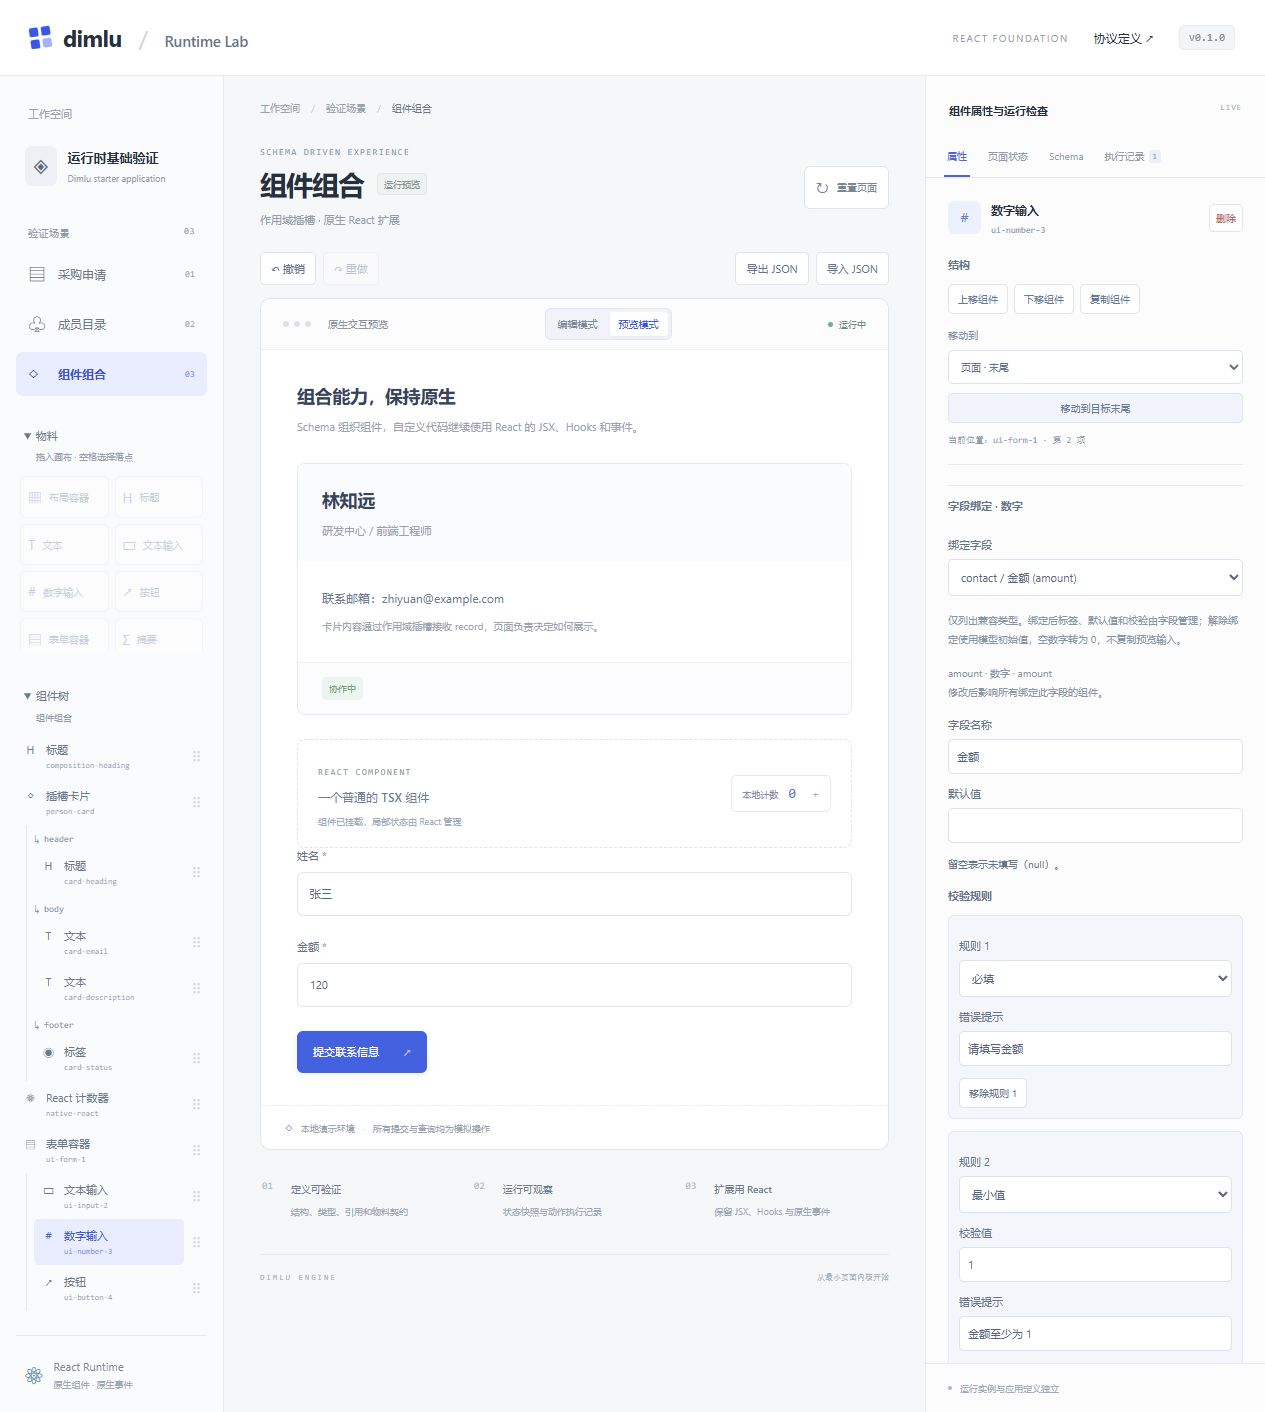 dimlu / Runtime Lab
REACT FOUNDATION
协议定义 ↗
v0.1.0
工作空间
运行时基础验证
Dimlu starter application
验证场景 03
采购申请 01
成员目录 02
组件组合 03
▼ 物料
拖入画布 · 空格选择落点
布局容器
H 标题
T 文本
文本输入
# 数字输入
↗ 按钮
表单容器
Σ 摘要
▼ 组件树
组件组合
H 标题
composition-heading
插槽卡片
person-card
↳ header
H 标题
card-heading
↳ body
T 文本
card-email
T 文本
card-description
↳ footer
标签
card-status
React 计数器
native-react
表单容器
ui-form-1
文本输入
ui-input-2
# 数字输入
ui-number-3
↗ 按钮
ui-button-4
React Runtime
原生组件 · 原生事件
工作空间 / 验证场景 / 组件组合
SCHEMA DRIVEN EXPERIENCE
组件组合 运行预览
作用域插槽 · 原生 React 扩展
↻ 重置页面
↶ 撤销
↷ 重做
导出 JSON
导入 JSON
原生交互预览
编辑模式
预览模式
运行中
组合能力，保持原生
Schema 组织组件，自定义代码继续使用 React 的 JSX、Hooks 和事件。
林知远
研发中心 / 前端工程师
联系邮箱：zhiyuan@example.com
卡片内容通过作用域插槽接收 record，页面负责决定如何展示。
协作中
REACT COMPONENT
一个普通的 TSX 组件
组件已挂载，局部状态由 React 管理
本地计数 0 +
姓名 *
张三
金额 *
120
提交联系信息 ↗
◇ 本地演示环境 · 所有提交与查询均为模拟操作
01 定义可验证
结构、类型、引用和物料契约
02 运行可观察
状态快照与动作执行记录
03 扩展用 React
保留 JSX、Hooks 与原生事件
DIMLU ENGINE
从最小页面内核开始
组件属性与运行检查
LIVE
属性
页面状态
Schema
执行记录 1
# 数字输入
ui-number-3
删除
结构
上移组件
下移组件
复制组件
移动到
页面 · 末尾
移动到目标末尾
当前位置：ui-form-1 · 第 2 项
字段绑定 · 数字
绑定字段
contact / 金额 (amount)
仅列出兼容类型。绑定后标签、默认值和校验由字段管理；解除绑
定使用模型初始值，空数字转为 0，不复制预览输入。
amount · 数字 · amount
修改后影响所有绑定此字段的组件。
字段名称
金额
默认值
留空表示未填写（null）。
校验规则
规则 1
必填
错误提示
请填写金额
移除规则 1
规则 2
最小值
校验值
1
错误提示
金额至少为 1
运行实例与应用定义独立